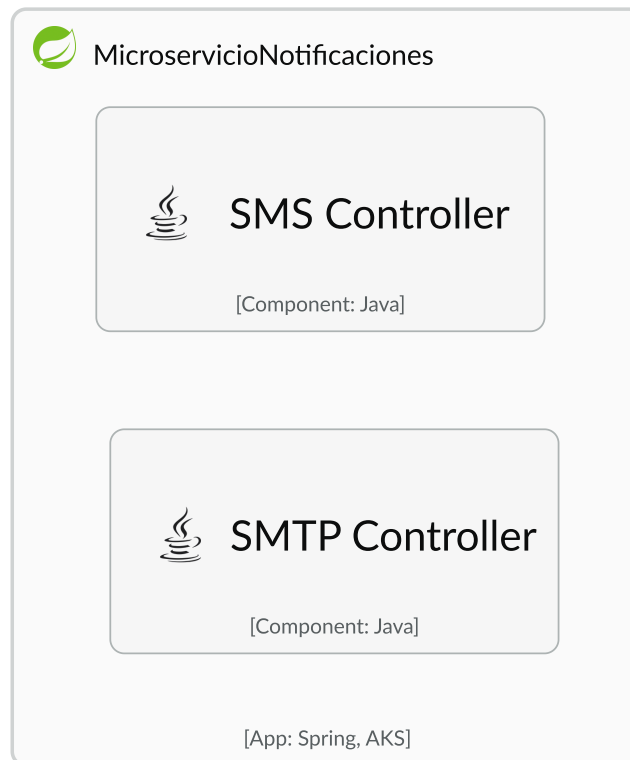 MicroservicioNotificaciones
SMS Controller
[Component: Java]
SMTP Controller
[Component: Java]
[App: Spring, AKS]